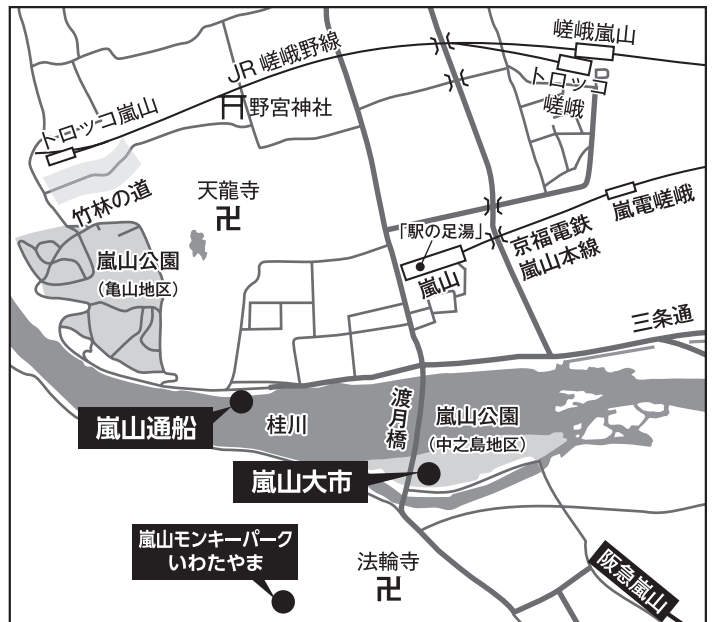 嵯峨嵐山
JR 嵯峨野線
トロッコ
嵯峨
トロッコ嵐山
野宮神社
竹林の道
天龍寺
嵐電嵯峨
「駅の足湯」
京福電鉄
嵐山本線
嵐山公園
(亀山地区)
嵐山
三条通
渡月橋
嵐山公園
(中之島地区)
嵐山通船
桂川
嵐山大市
嵐山モンキーパーク
いわたやま
法輪寺
阪急嵐山